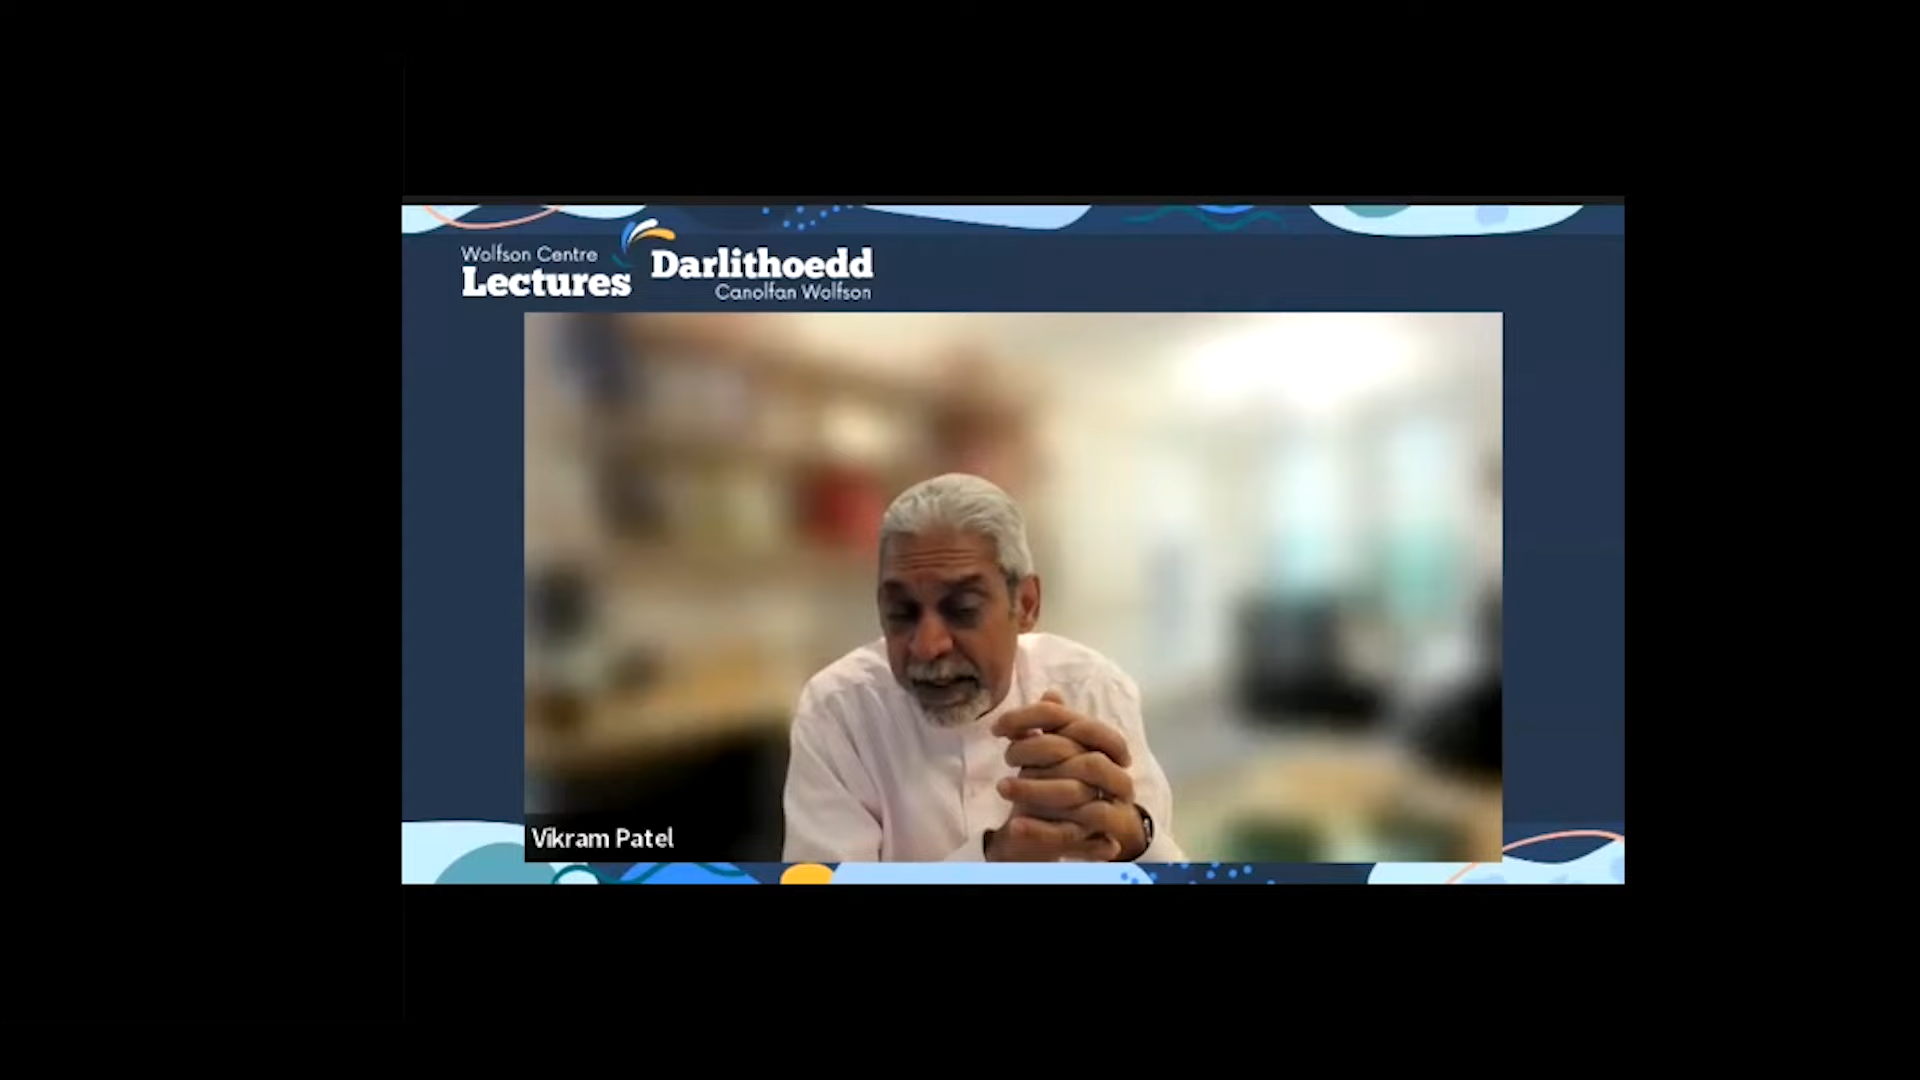 Wolfson Centre
Lectures
Darlithoedd
Canolfan Wolfson
Vikram Patel